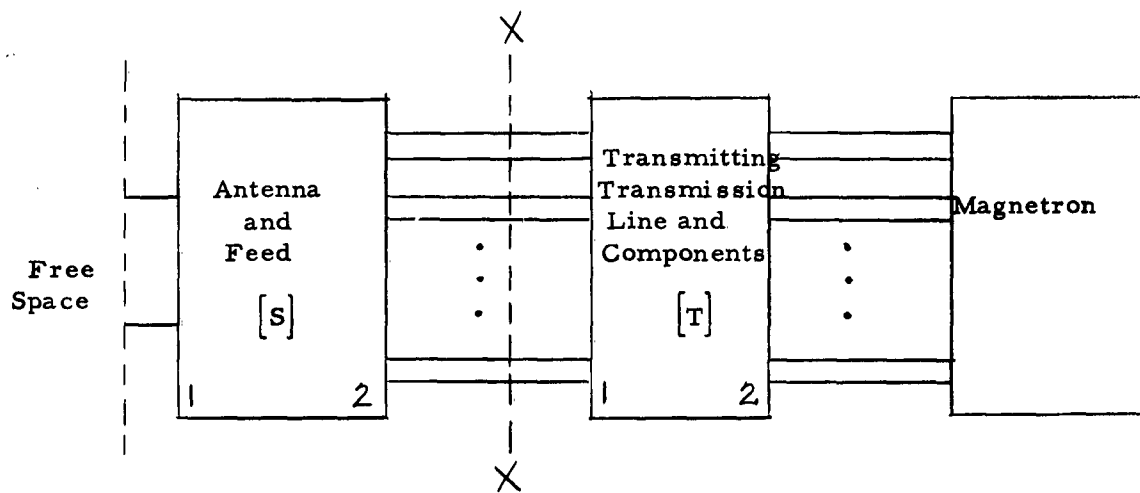 X
Free
Space
Antenna
and
Feed
[S]
1 2
Transmitting
Transmission
Line and
Components
[T]
1 2
Magnetron
X